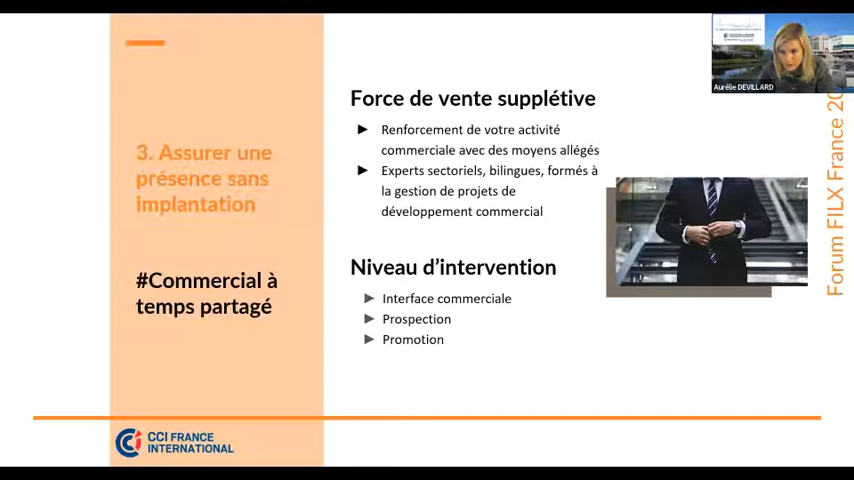 3. Assurer une
présence sans
implantation
#Commercial à
temps partagé
Force de vente supplétive
► Renforcement de votre activité
commerciale avec des moyens allégés
► Experts sectoriels, bilingues, formés à
la gestion de projets de
développement commercial
Niveau d’intervention
► Interface commerciale
► Prospection
► Promotion
Aurélie DEVILLARD
Forum FILX France
CCI FRANCE
INTERNATIONAL